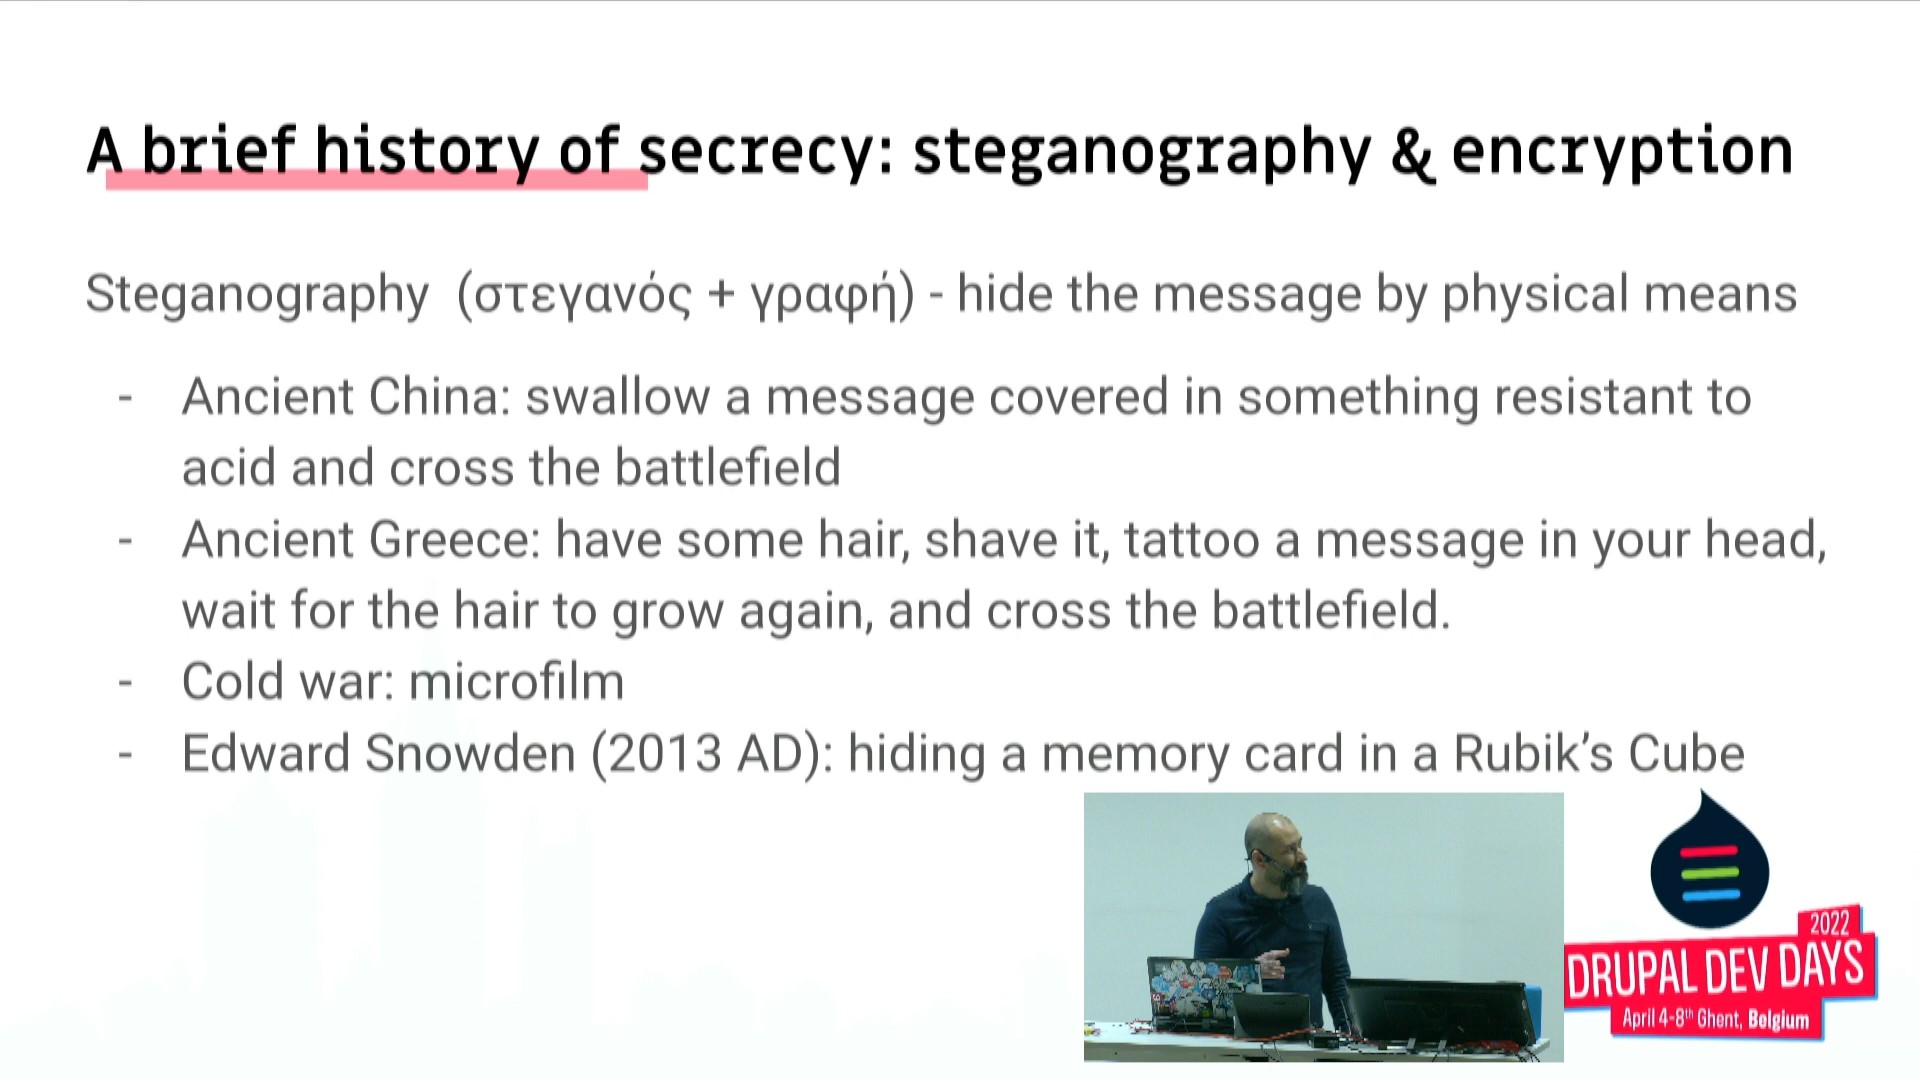 A brief history of secrecy: steganography & encryption
Steganography (στεγανός + γραφή) - hide the message by physical means
- Ancient China: swallow a message covered in something resistant to
acid and cross the battlefield
- Ancient Greece: have some hair, shave it, tattoo a message in your head,
wait for the hair to grow again, and cross the battlefield.
- Cold war: microfilm
- Edward Snowden (2013 AD): hiding a memory card in a Rubik’s Cube
2022
DRUPAL DEV DAYS
April 4-8th Ghent, Belgium